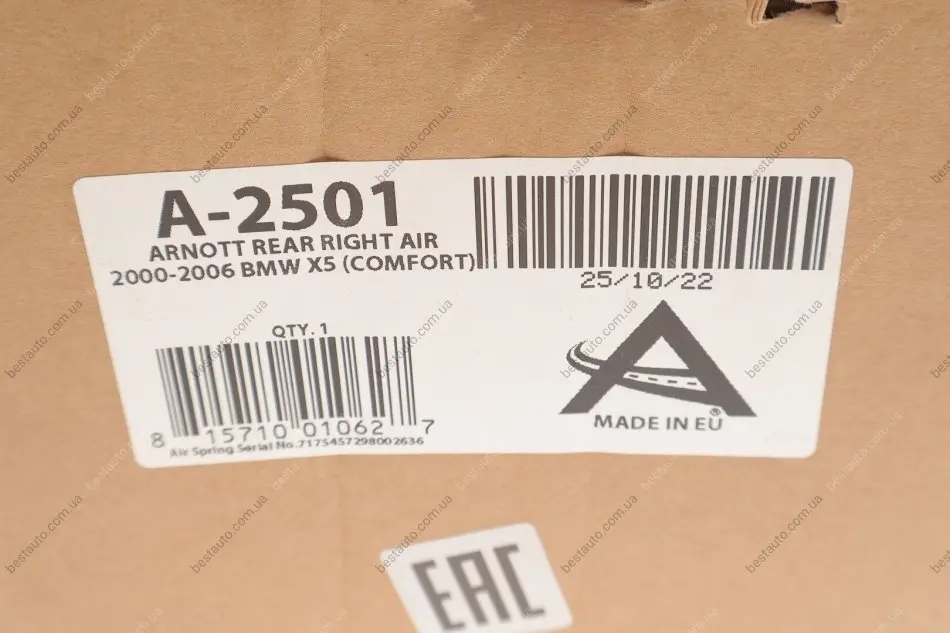 A-2501
ARNOTT REAR RIGHT AIR
2000-2006 BMW X5 (COMFORT)
25/10/22
QTY. 1
8 15710 01062 7
Air Spring Serial No.7175457298002636
MADE IN EU
®
EAC
bestauto.com.ua